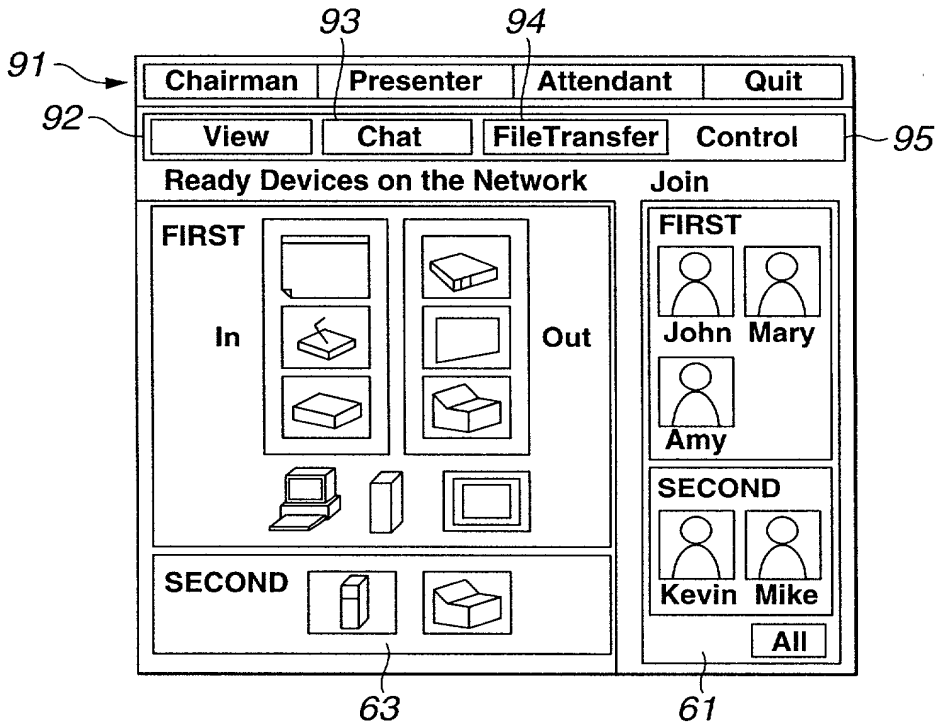 93 94
91 Chairman Presenter Attendant Quit
92 View Chat FileTransfer Control 95
Ready Devices on the Network Join
FIRST FIRST
In Out John Mary
Amy
SECOND
SECOND Kevin Mike
All
63 61